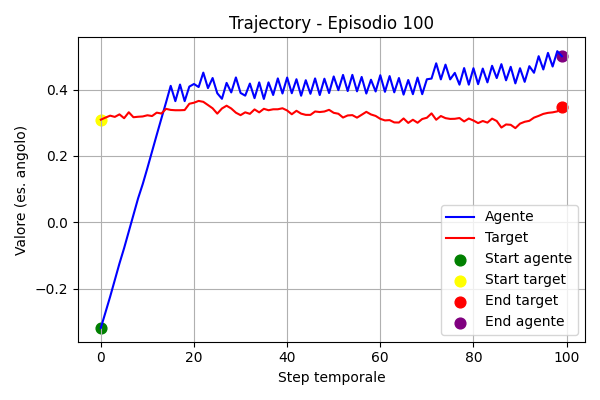 Trajectory - Episodio 100
Valore (es. angolo)
0.4
0.2
0.0
−0.2
0
20
40
60
80
100
Step temporale
Agente
Target
Start agente
Start target
End target
End agente